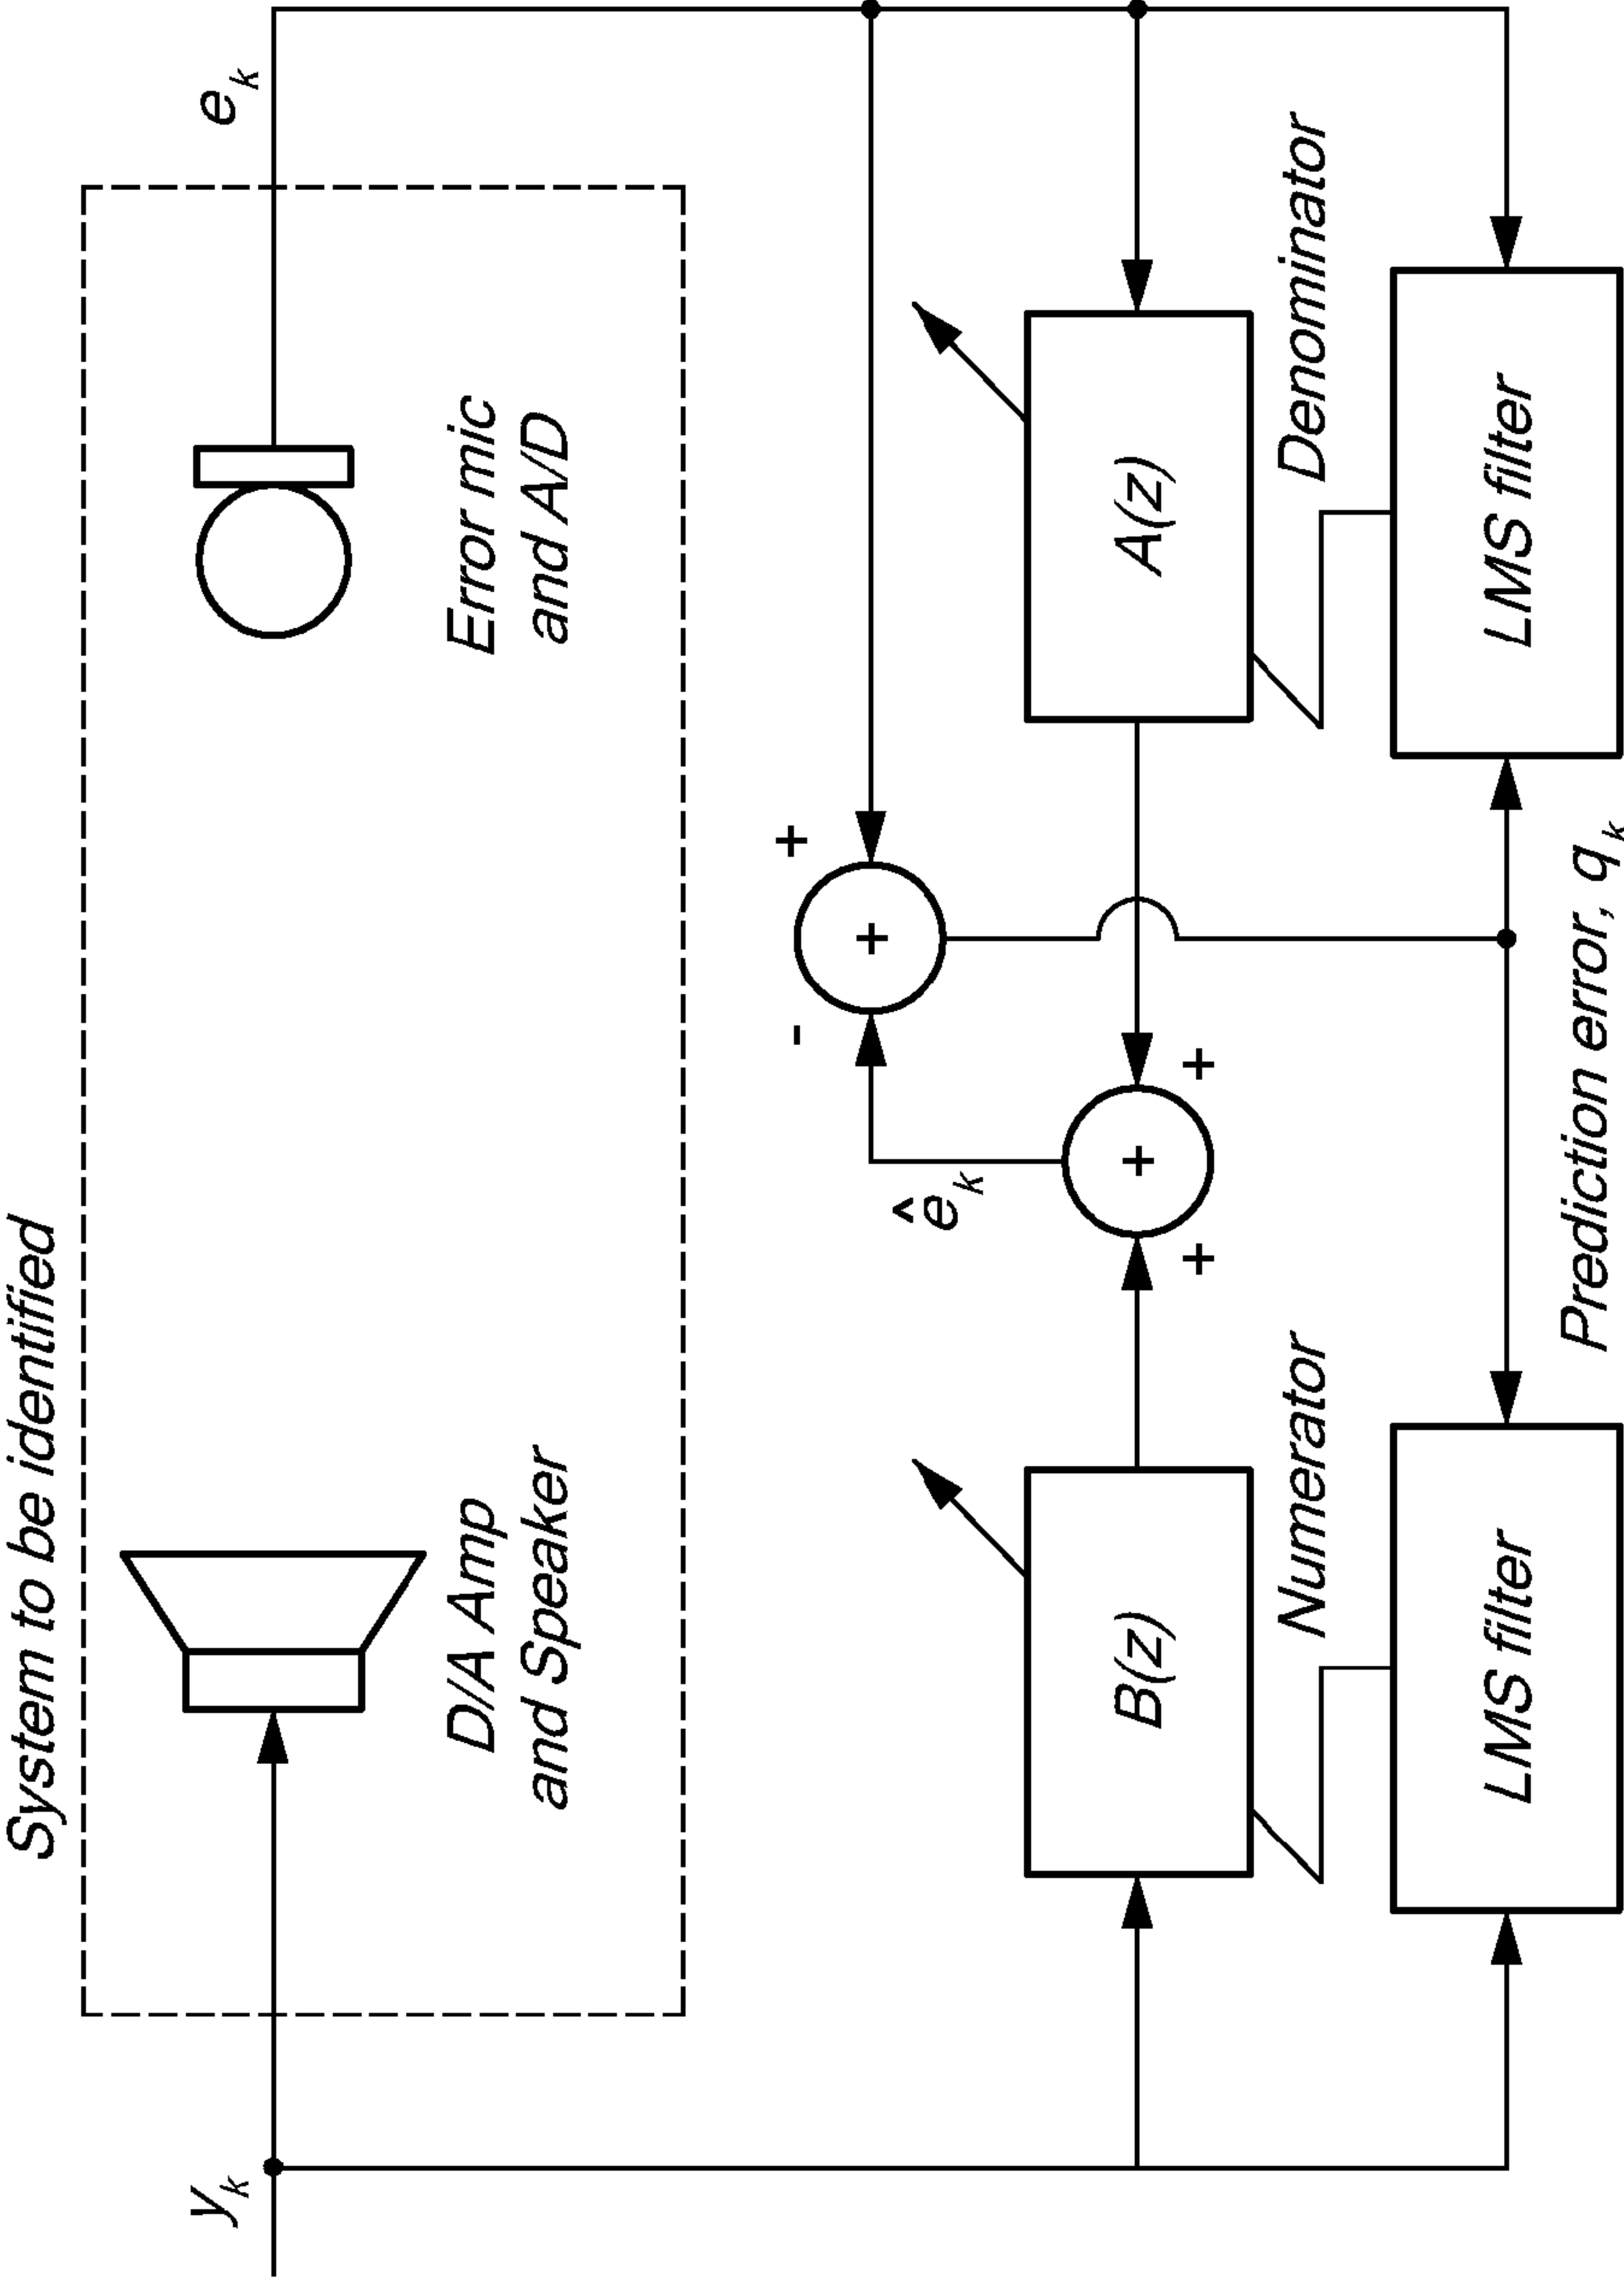 System to be identified
y_k
e_k
D/A Amp
and Speaker
Error mic
and A/D
-
+
+
ê_k
B(z)
+
+
+
A(z)
Numerator
Denominator
LMS filter
LMS filter
Prediction error, q_k